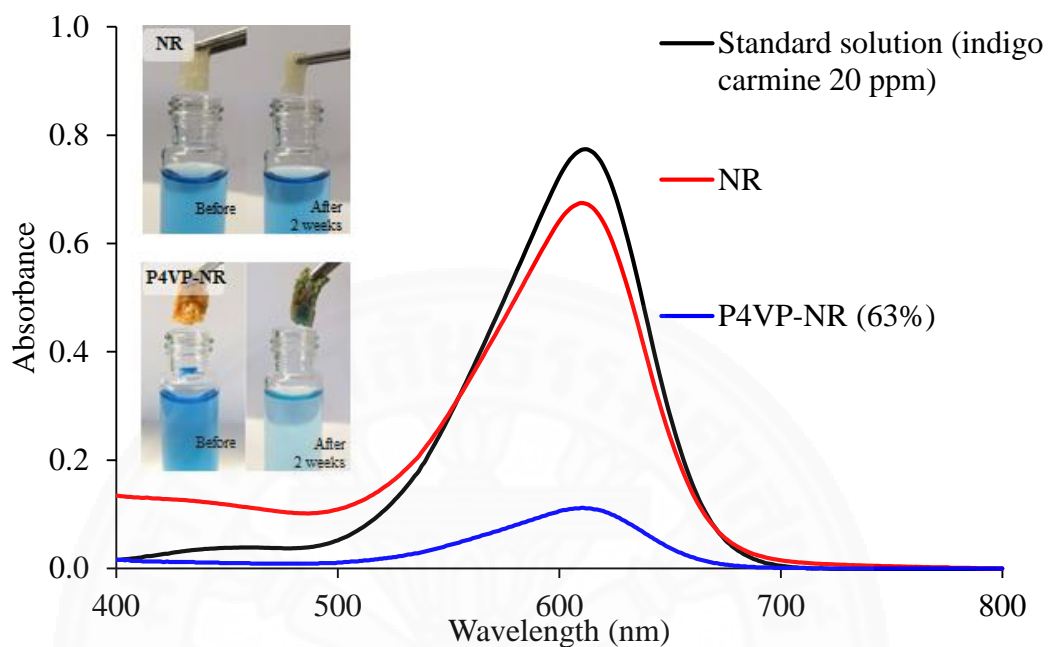 1.0
0.8
0.6
0.4
0.2
0.0
Absorbance
400
500
600
700
800
Wavelength (nm)
NR
Before
After
2 weeks
P4VP-NR
Before
After
2 weeks
Standard solution (indigo
carmine 20 ppm)
NR
P4VP-NR (63%)